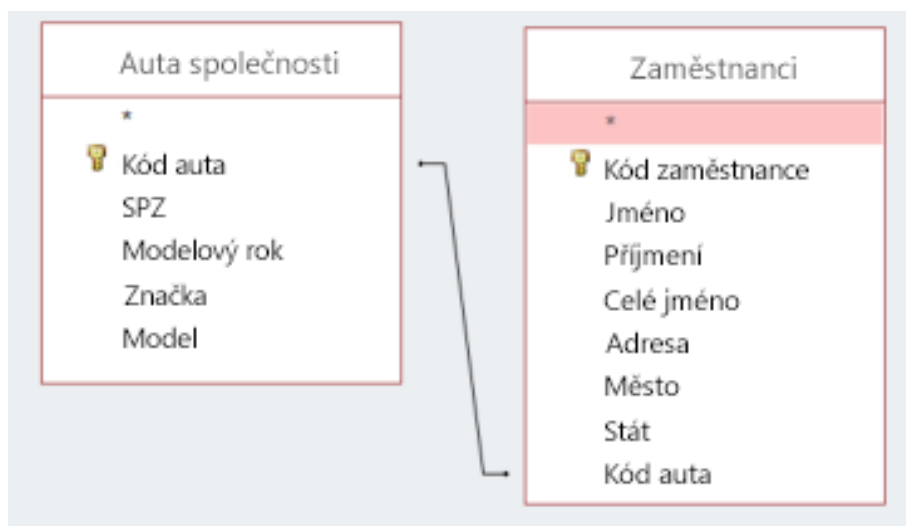 Auta společnosti
*
Kód auta
SPZ
Modelový rok
Značka
Model
Zaměstnanci
*
Kód zaměstnance
Jméno
Příjmení
Celé jméno
Adresa
Město
Stát
Kód auta